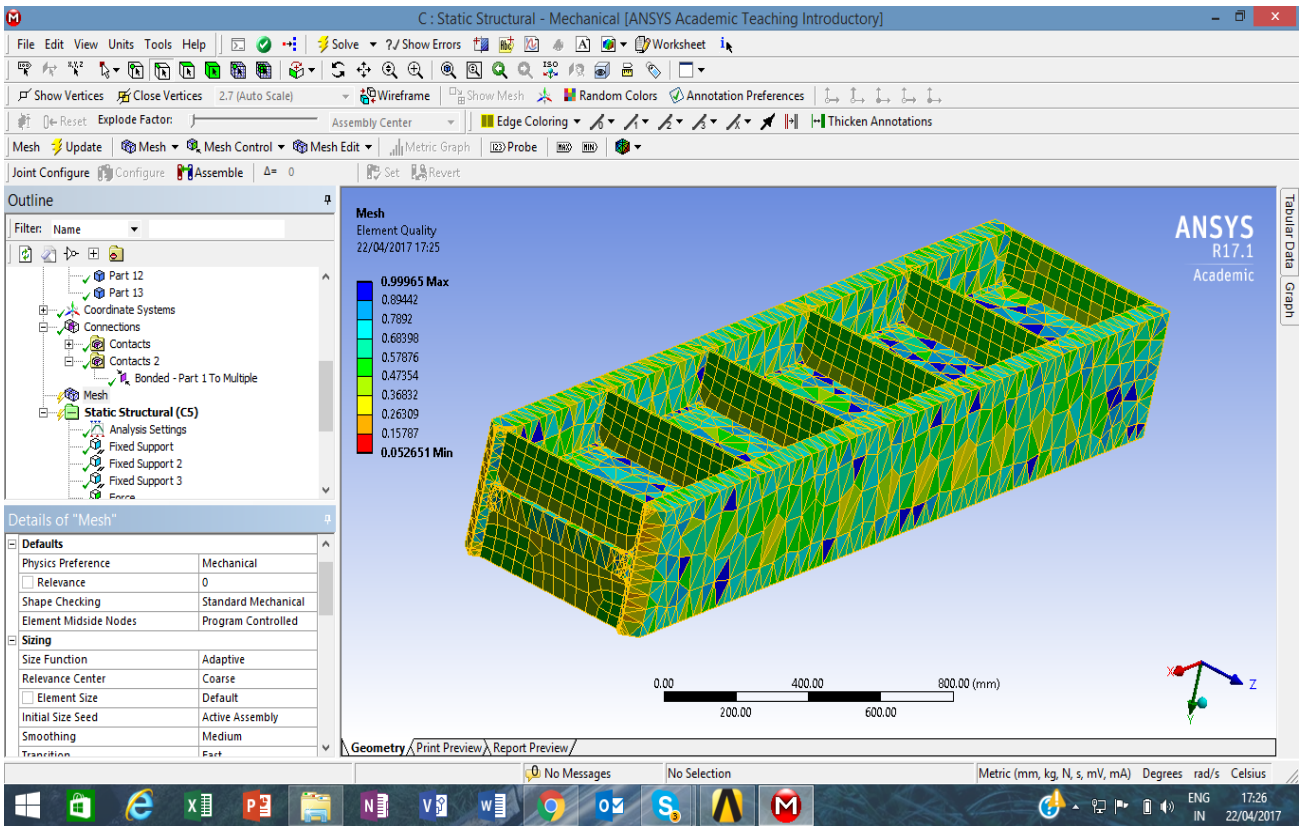 C : Static Structural - Mechanical [ANSYS Academic Teaching Introductory]
File Edit View Units Tools Help Solve ?/ Show Errors Worksheet
Show Vertices Close Vertices 2.7 (Auto Scale) Wireframe Show Mesh Random Colors Annotation Preferences
Reset Explode Factor: Assembly Center Edge Coloring Thicken Annotations
Mesh Update Mesh Mesh Control Mesh Edit Metric Graph Probe
Joint Configure Configure Assemble Δ= 0 Set Revert
Outline
Filter: Name
Part 12
Part 13
Coordinate Systems
Connections
Contacts
Contacts 2
Bonded - Part 1 To Multiple
Mesh
Static Structural (C5)
Analysis Settings
Fixed Support
Fixed Support 2
Fixed Support 3
Force
Details of "Mesh"
Defaults
Physics Preference Mechanical
Relevance 0
Shape Checking Standard Mechanical
Element Midside Nodes Program Controlled
Sizing
Size Function Adaptive
Relevance Center Coarse
Element Size Default
Initial Size Seed Active Assembly
Smoothing Medium
Transition Fast
Mesh
Element Quality
22/04/2017 17:25
0.99965 Max
0.89442
0.7892
0.68398
0.57876
0.47354
0.36832
0.26309
0.15787
0.052651 Min
ANSYS
R17.1
Academic
0.00 400.00 800.00 (mm)
200.00 600.00
X Y Z
Tabular Data
Graph
Geometry Print Preview Report Preview
0 No Messages No Selection Metric (mm, kg, N, s, mV, mA) Degrees rad/s Celsius
ENG 17:26
IN 22/04/2017